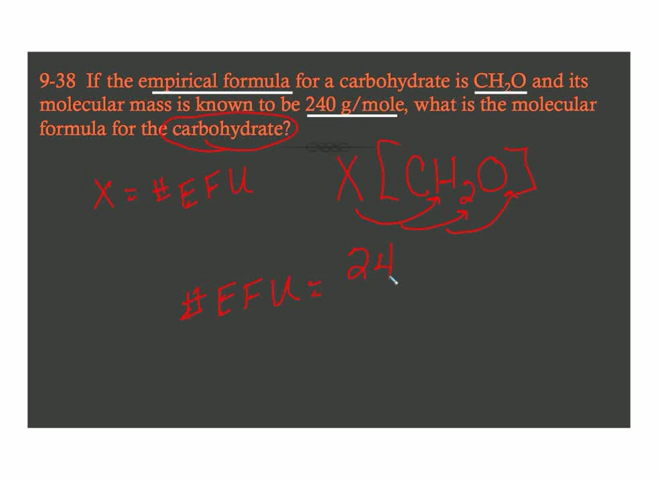 9-38 If the empirical formula for a carbohydrate is CH₂O and its
molecular mass is known to be 240 g/mole, what is the molecular
formula for the carbohydrate?
X = #EFU
X [CH₂O]
#EFU = 24